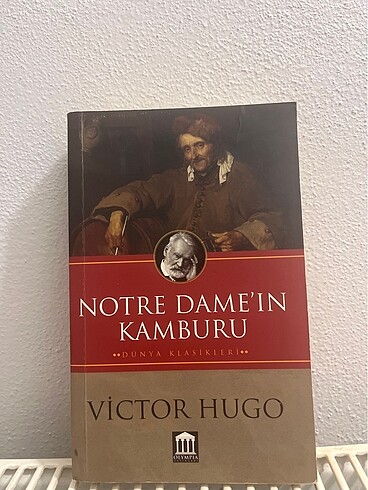 NOTRE DAME'IN
KAMBURU
••DÜNYA KLASİKLERİ••
VİCTOR HUGO
OLYMPIA